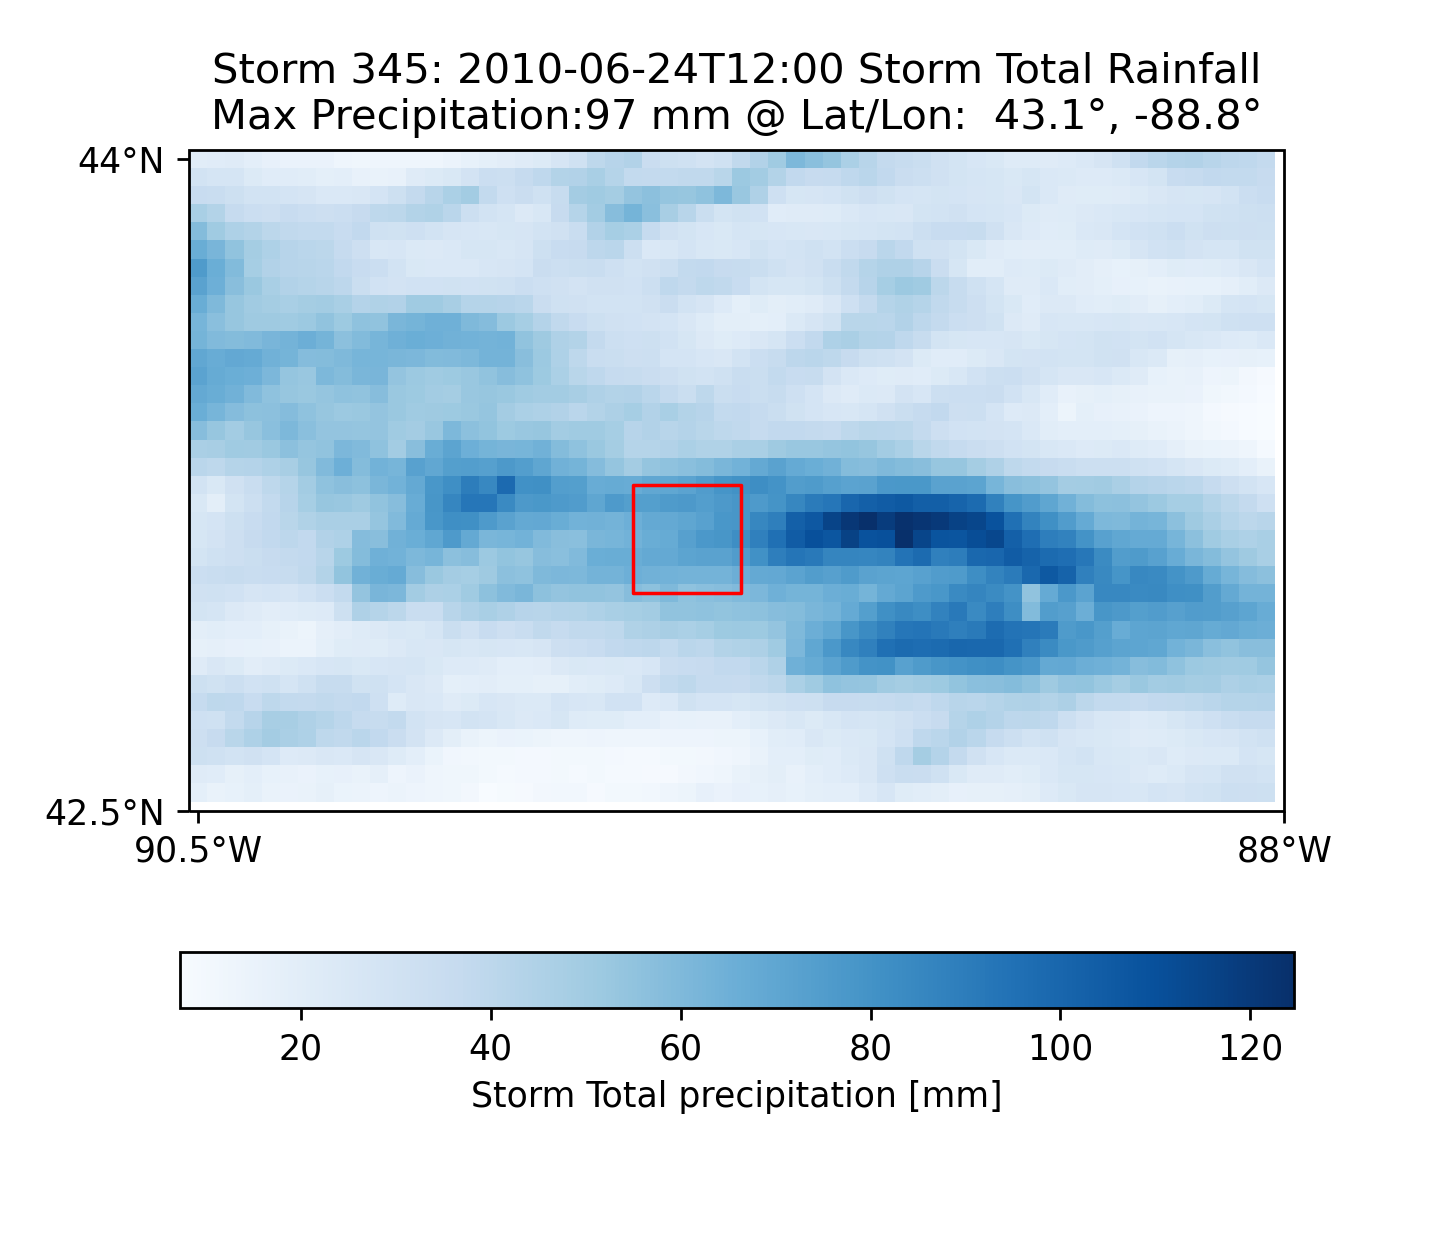 Storm 345: 2010-06-24T12:00 Storm Total Rainfall
Max Precipitation:97 mm @ Lat/Lon:  43.1°, -88.8°
44°N
42.5°N
90.5°W 88°W
20 40 60 80 100 120
Storm Total precipitation [mm]